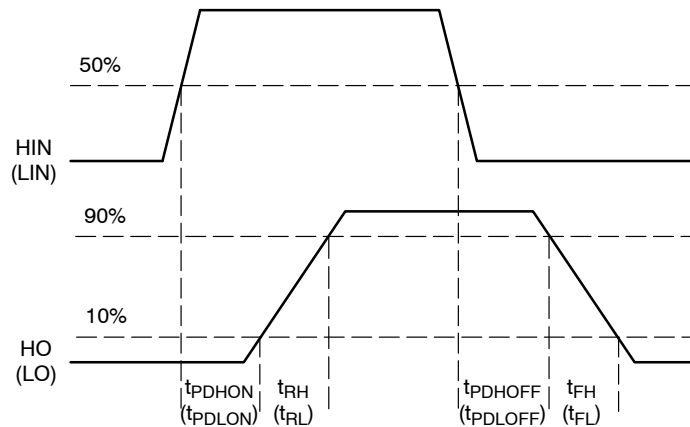 50%
HIN
(LIN)
90%
10%
HO
(LO)
tPDHON tRH tPDHOFF tFH
(tPDLON) (tRL) (tPDLOFF) (tFL)